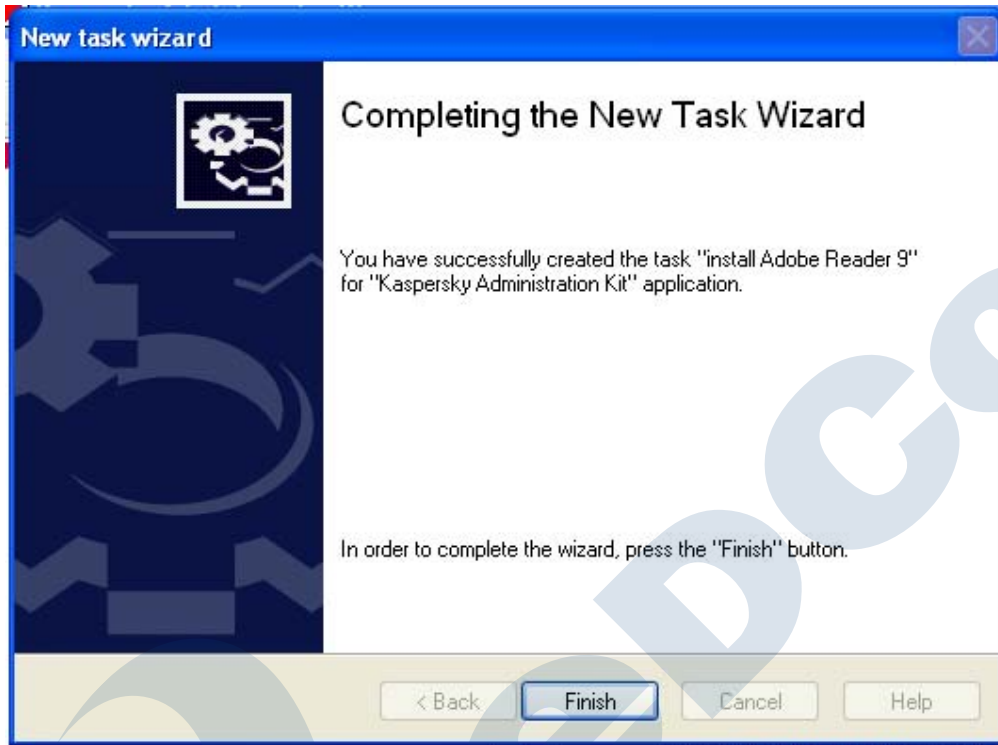 New task wizard
Completing the New Task Wizard
You have successfully created the task "install Adobe Reader 9"
for "Kaspersky Administration Kit" application.
In order to complete the wizard, press the "Finish" button.
< Back
Finish
Cancel
Help